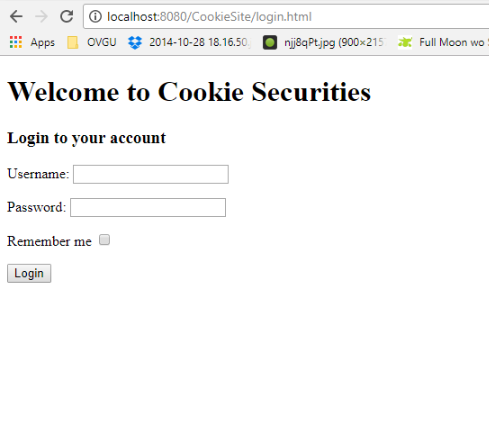 localhost:8080/CookieSite/login.html
Apps OVGU 2014-10-28 18.16.50. njj8qPt.jpg (900×215 Full Moon wo S
Welcome to Cookie Securities
Login to your account
Username:
Password:
Remember me
Login